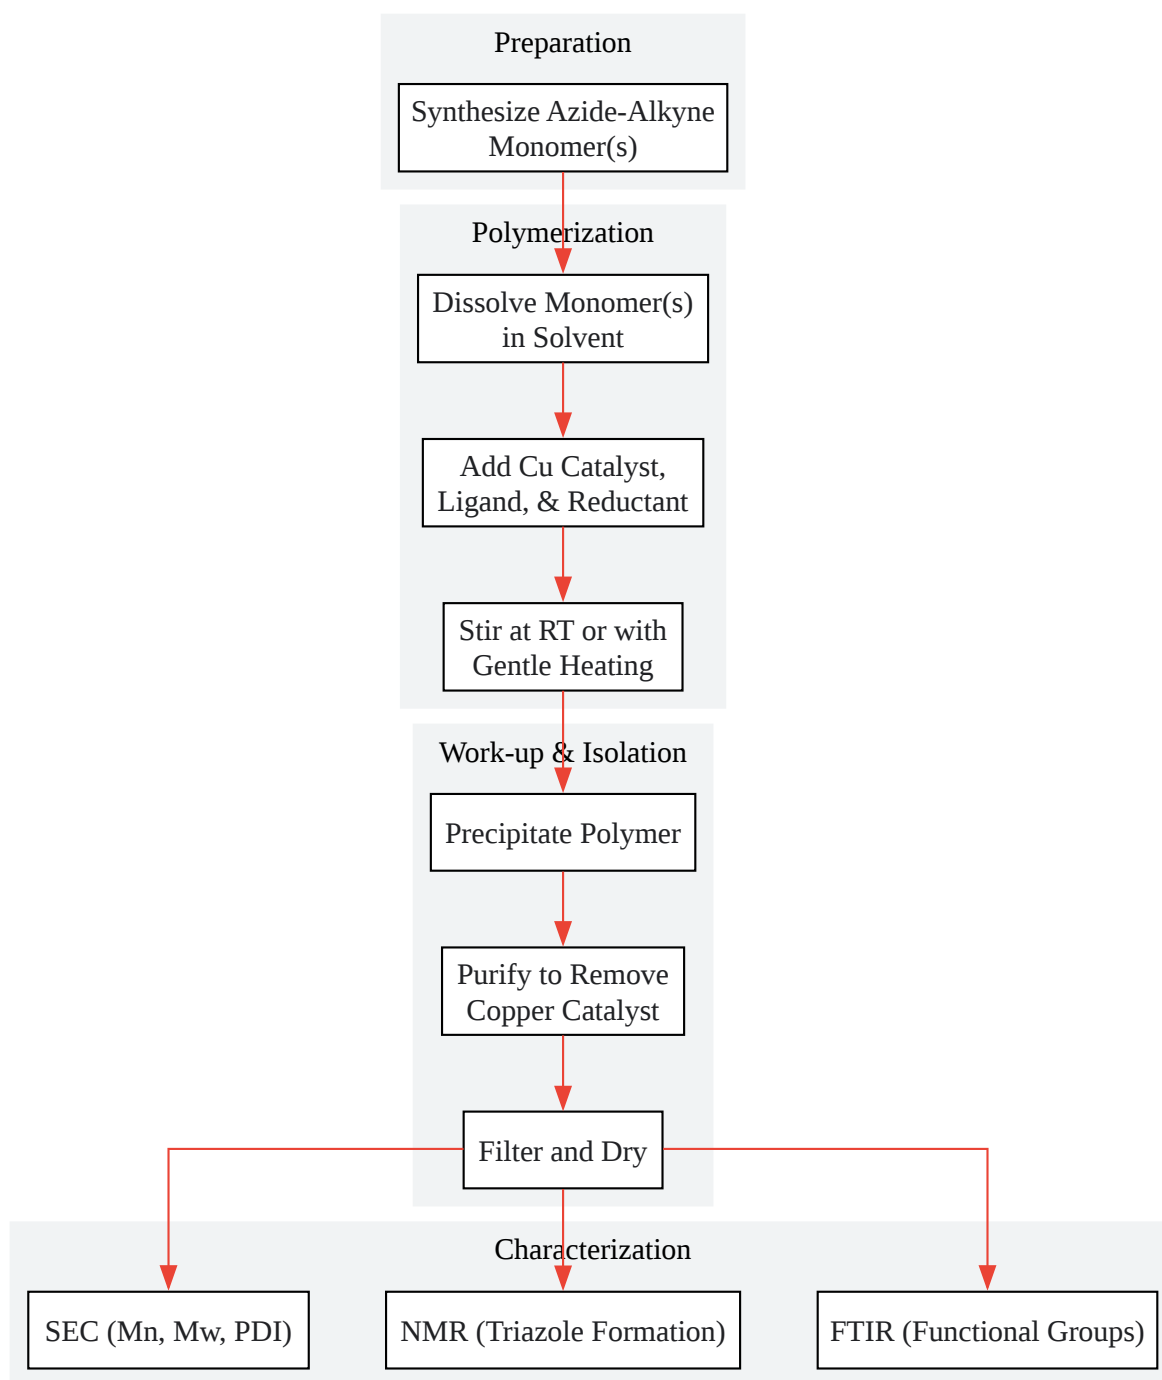 Preparation
Synthesize Azide-Alkyne
Monomer(s)
Polymerization
Dissolve Monomer(s)
in Solvent
Add Cu Catalyst,
Ligand, & Reductant
Stir at RT or with
Gentle Heating
Work-up & Isolation
Precipitate Polymer
Purify to Remove
Copper Catalyst
Filter and Dry
Characterization
SEC (Mn, Mw, PDI)
NMR (Triazole Formation)
FTIR (Functional Groups)